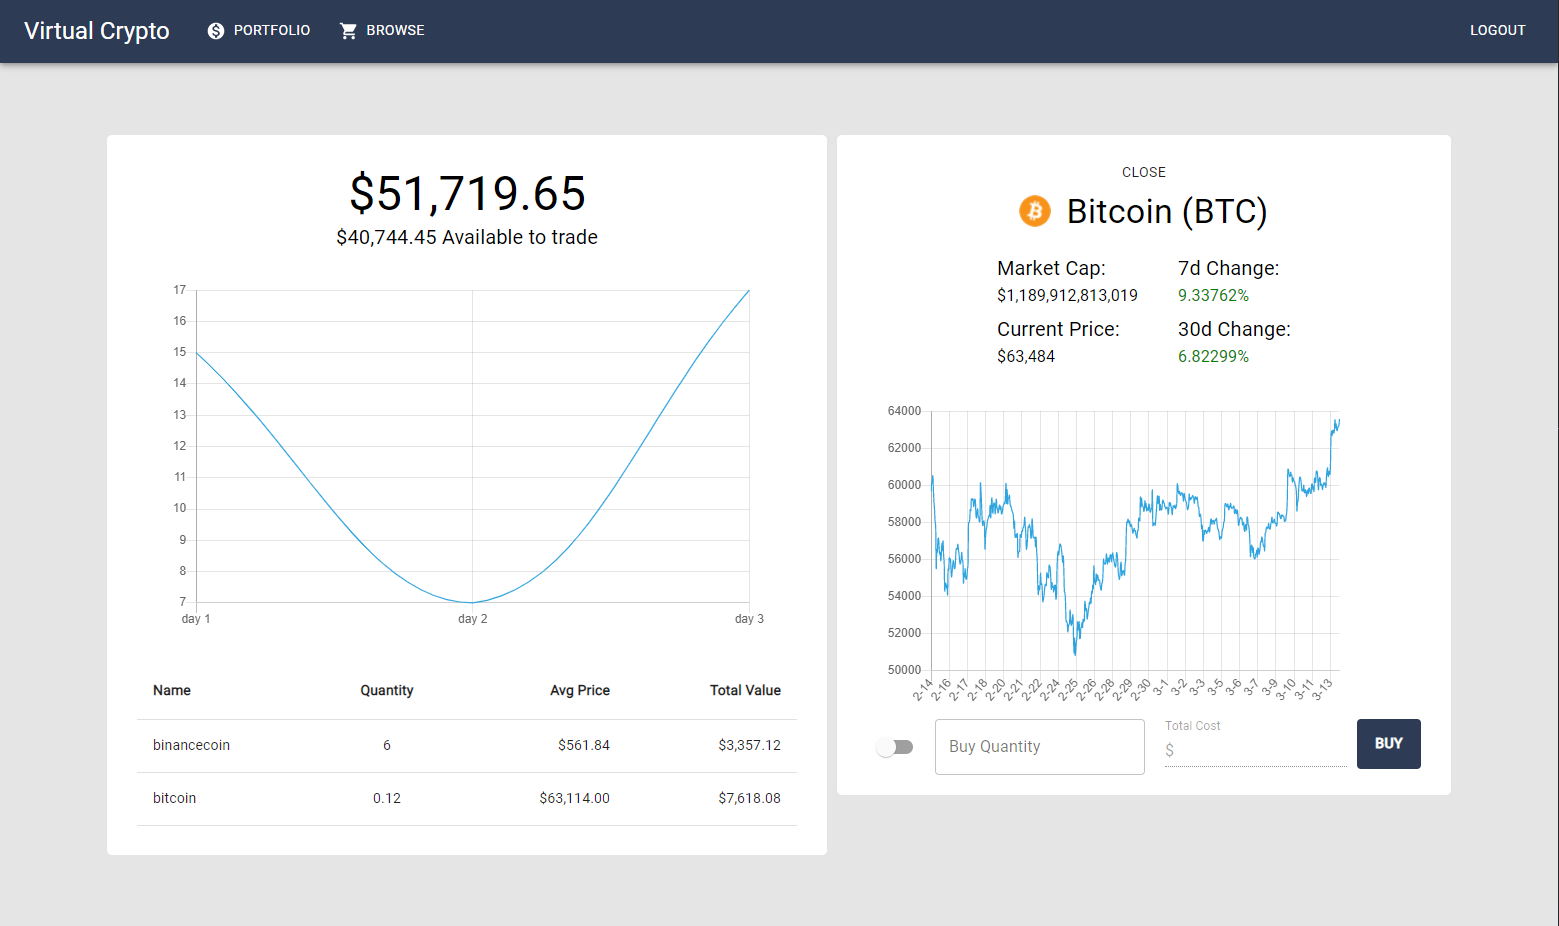 Virtual Crypto PORTFOLIO BROWSE LOGOUT
$51,719.65
$40,744.45 Available to trade
17
16
15
14
13
12
11
10
9
8
7
day 1 day 2 day 3
Name Quantity Avg Price Total Value
binancecoin 6 $561.84 $3,357.12
bitcoin 0.12 $63,114.00 $7,618.08
CLOSE
Bitcoin (BTC)
Market Cap: 7d Change:
$1,189,912,813,019 9.33762%
Current Price: 30d Change:
$63,484 6.82299%
64000
62000
60000
58000
56000
54000
52000
50000
2-14 2-16 2-17 2-18 2-20 2-21 2-22 2-24 2-25 2-26 2-28 2-29 2-30 3-1 3-2 3-3 3-5 3-6 3-7 3-9 3-10 3-11 3-13
Buy Quantity
Total Cost
$
BUY